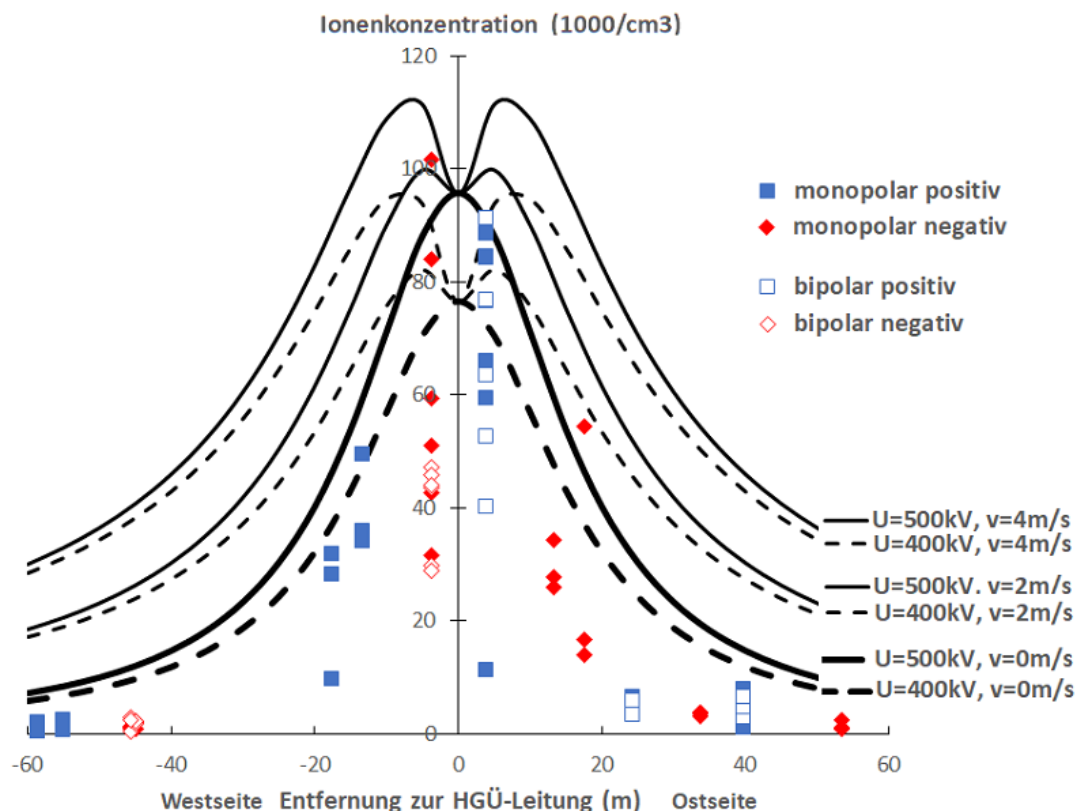 Ionenkonzentration (1000/cm3)
120
100
80
60
40
20
0
monopolar positiv
monopolar negativ
bipolar positiv
bipolar negativ
U=500kV, v=4m/s
U=400kV, v=4m/s
U=500kV. v=2m/s
U=400kV, v=2m/s
U=500kV, v=0m/s
U=400kV, v=0m/s
-60 -40 -20 0 20 40 60
Westseite Entfernung zur HGÜ-Leitung (m) Ostseite